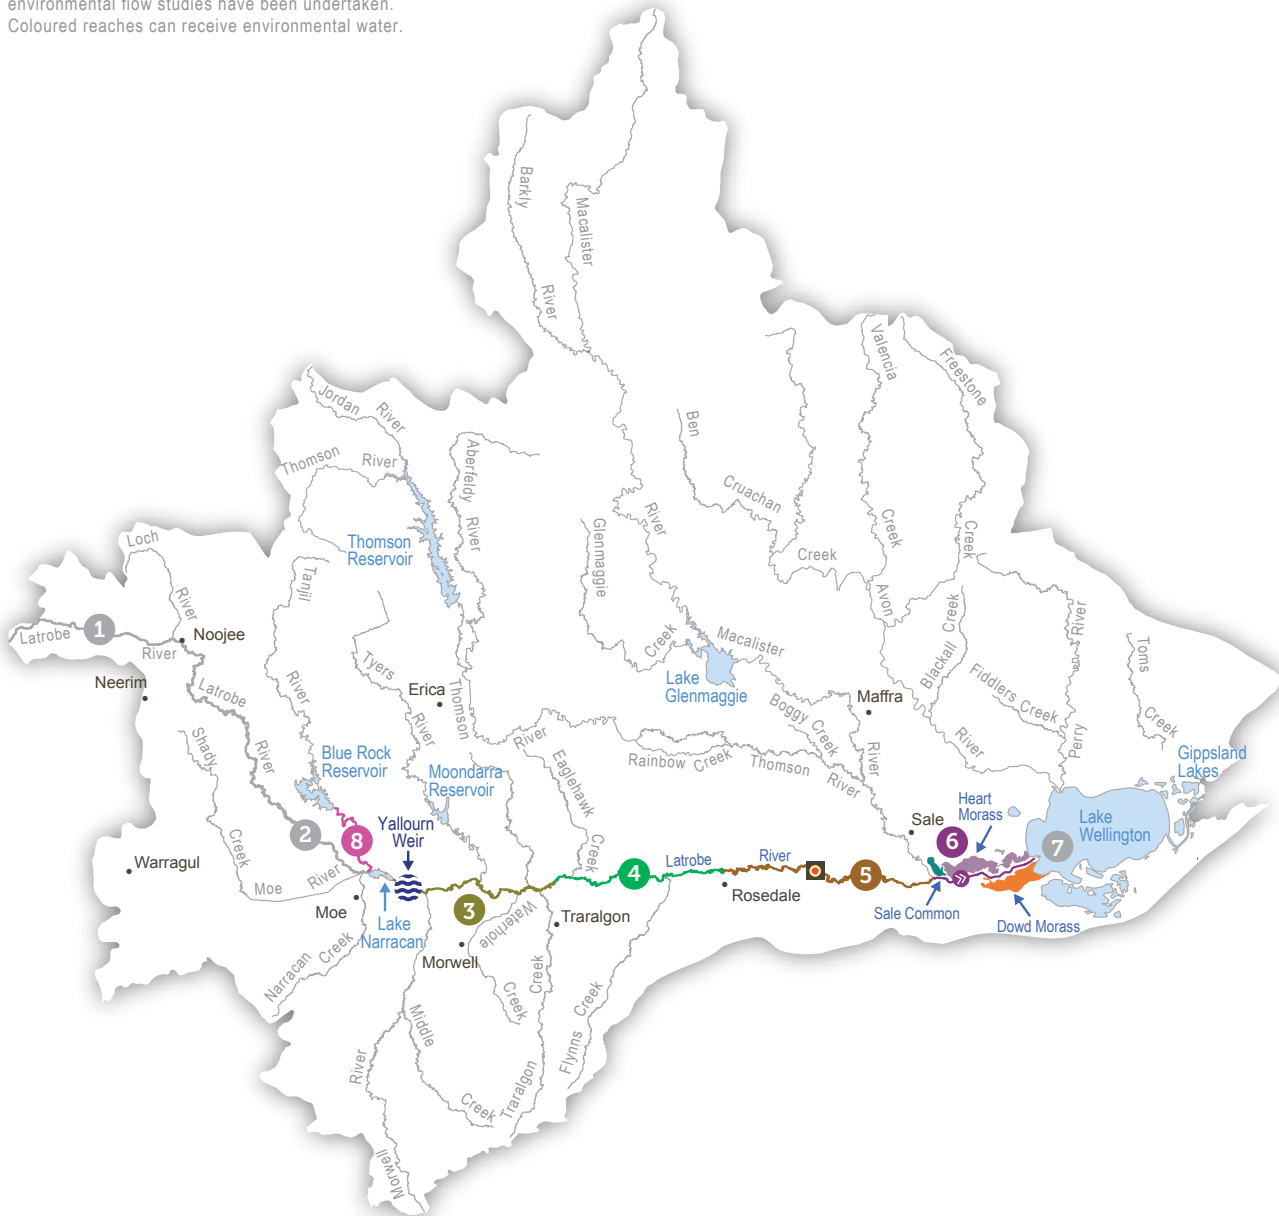 environmental flow studies have been undertaken.
Coloured reaches can receive environmental water.
Barkly
River
Macalister
River
Valencia
Creek
Freestone
Creek
Jordan
River
Thomson
River
Aberfeldy
River
Ben
Cruachan
Creek
Loch
River
Thomson
Reservoir
Glenmaggie
Creek
Tanjil
River
Avon
River
Blackall
Creek
Perry
River
Toms
Creek
1
Latrobe
River
Noojee
Neerim
Latrobe
River
Tyers
River
Erica
Thomson
River
Macalister
River
Lake
Glenmaggie
Fiddlers Creek
Maffra
Boggy
Creek
Shady
Creek
Blue Rock
Reservoir
Moondarra
Reservoir
Eaglehawk
Creek
Rainbow
Creek
Thomson
River
Gippsland
Lakes
Heart
Morass
Lake
Wellington
Sale
2
8
Yallourn
Weir
6
7
Warragul
Moe
River
4
Latrobe
River
5
Rosedale
Sale Common
Dowd Morass
Moe
Lake
Narracan
3
Waterhole
Creek
Traralgon
Morwell
Narracan
Creek
Middle
Creek
Traralgon
Creek
Flynns
Creek
River
Morwell